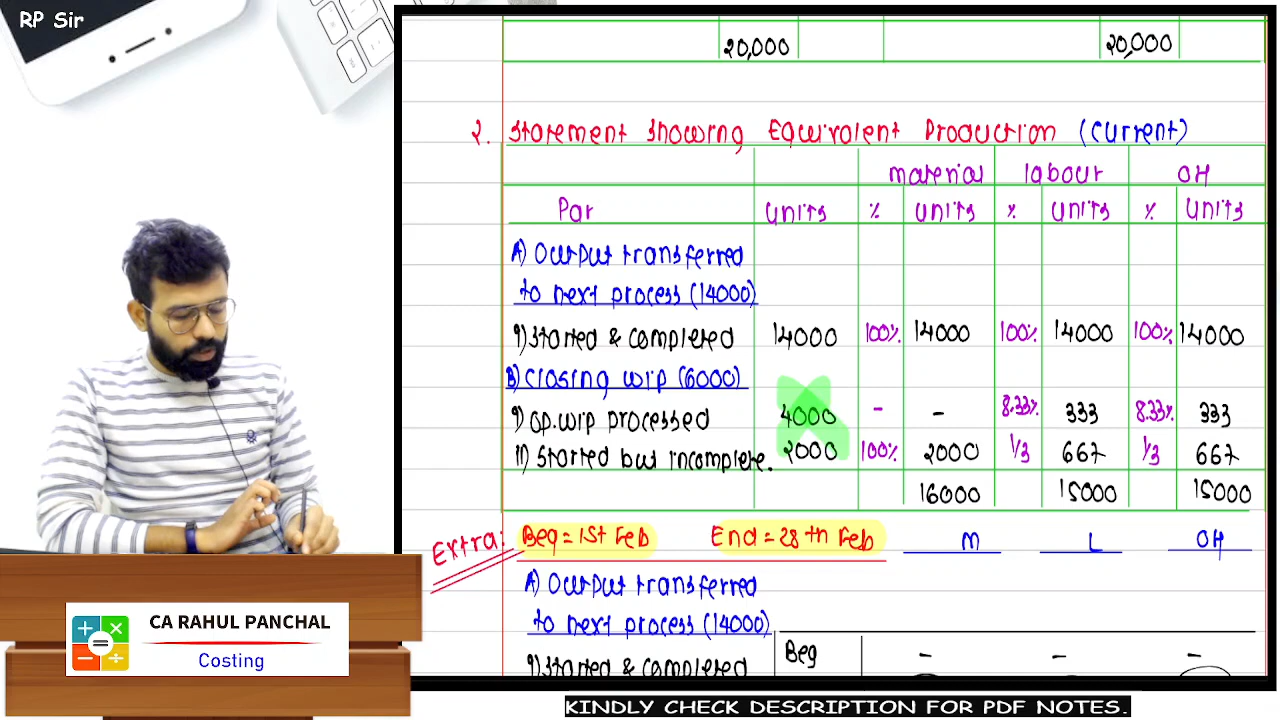 RP Sir
20,000 20,000
2. Statement Showing Equivalent Production (Current)
material labour OH
Par units % units % units % units
A) Output transferred
to next process (14000)
i) Started & completed 14000 100% 14000 100% 14000 100% 14000
B) Closing wip (6000)
i) Op. wip processed 4000 - - 8.33% 333 8.33% 333
ii) Started but incomplete. 2000 100% 2000 1/3 667 1/3 667
16000 15000 15000
Extra: Beg = 1st Feb End = 28th Feb M L OH
A) Output transferred
to next process (14000)
i) Started & completed Beg - - -
CA RAHUL PANCHAL
Costing
KINDLY CHECK DESCRIPTION FOR PDF NOTES.